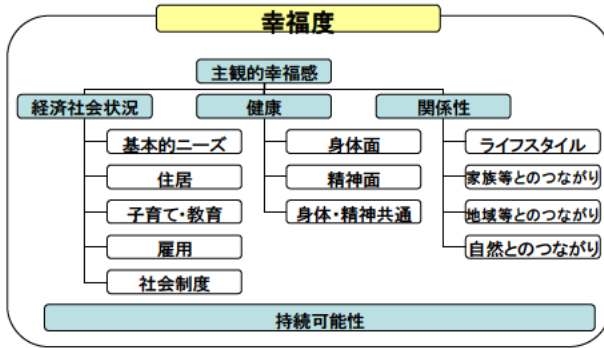 幸福度
主観的幸福感
経済社会状況
健康
関係性
基本的ニーズ
身体面
ライフスタイル
住居
精神面
家族等とのつながり
子育て・教育
身体・精神共通
地域等とのつながり
雇用
自然とのつながり
社会制度
持続可能性